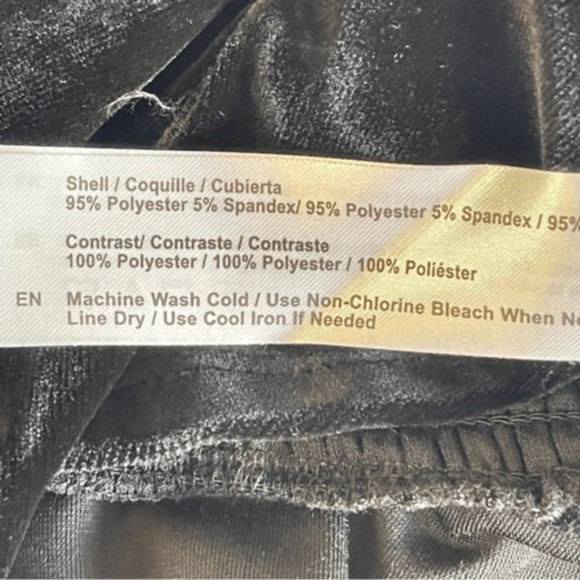 Shell / Coquille / Cubierta
95% Polyester 5% Spandex/ 95% Polyester 5% Spandex / 95%
Contrast/ Contraste / Contraste
100% Polyester / 100% Polyester / 100% Poliéster
EN Machine Wash Cold / Use Non-Chlorine Bleach When
Line Dry / Use Cool Iron If Needed